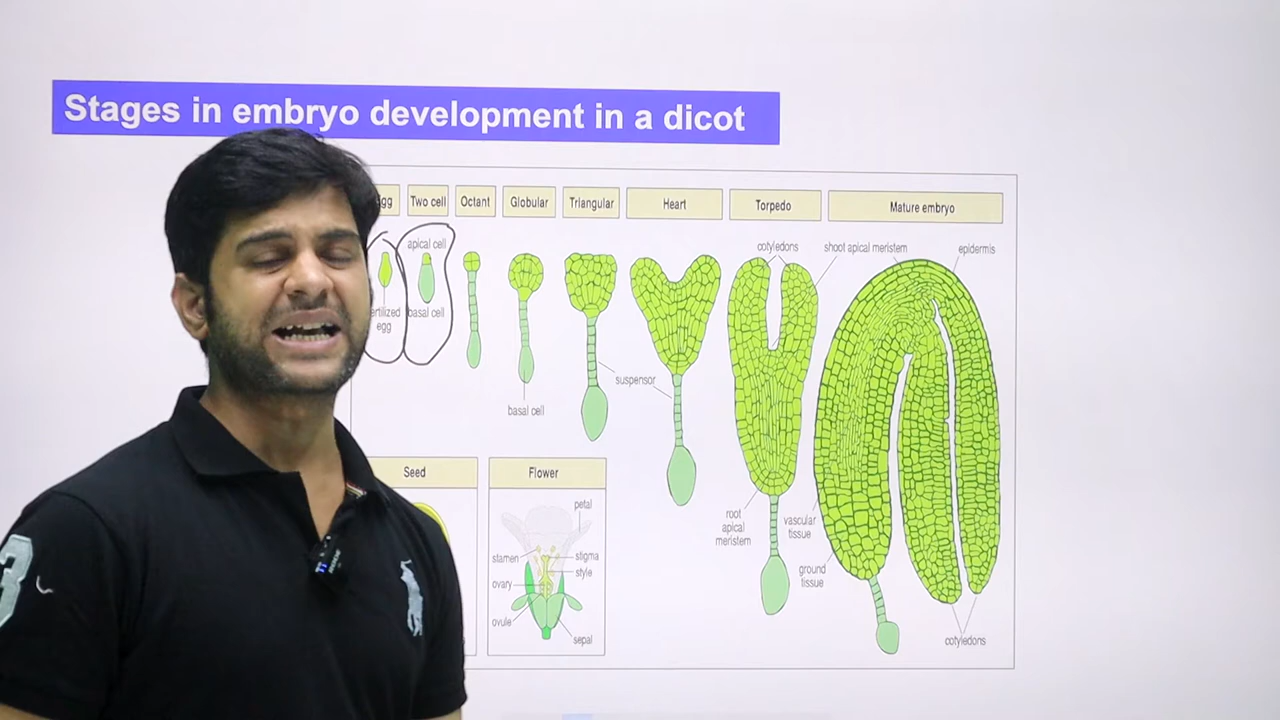 Stages in embryo development in a dicot
Two cell
Octant
Globular
Triangular
Heart
Torpedo
Mature embryo
apical cell
cotyledons
shoot apical meristem
epidermis
egg
basal cell
suspensor
basal cell
Seed
Flower
petal
stamen
stigma
style
ovary
ovule
sepal
root
apical
meristem
vascular
tissue
ground
tissue
cotyledons
3